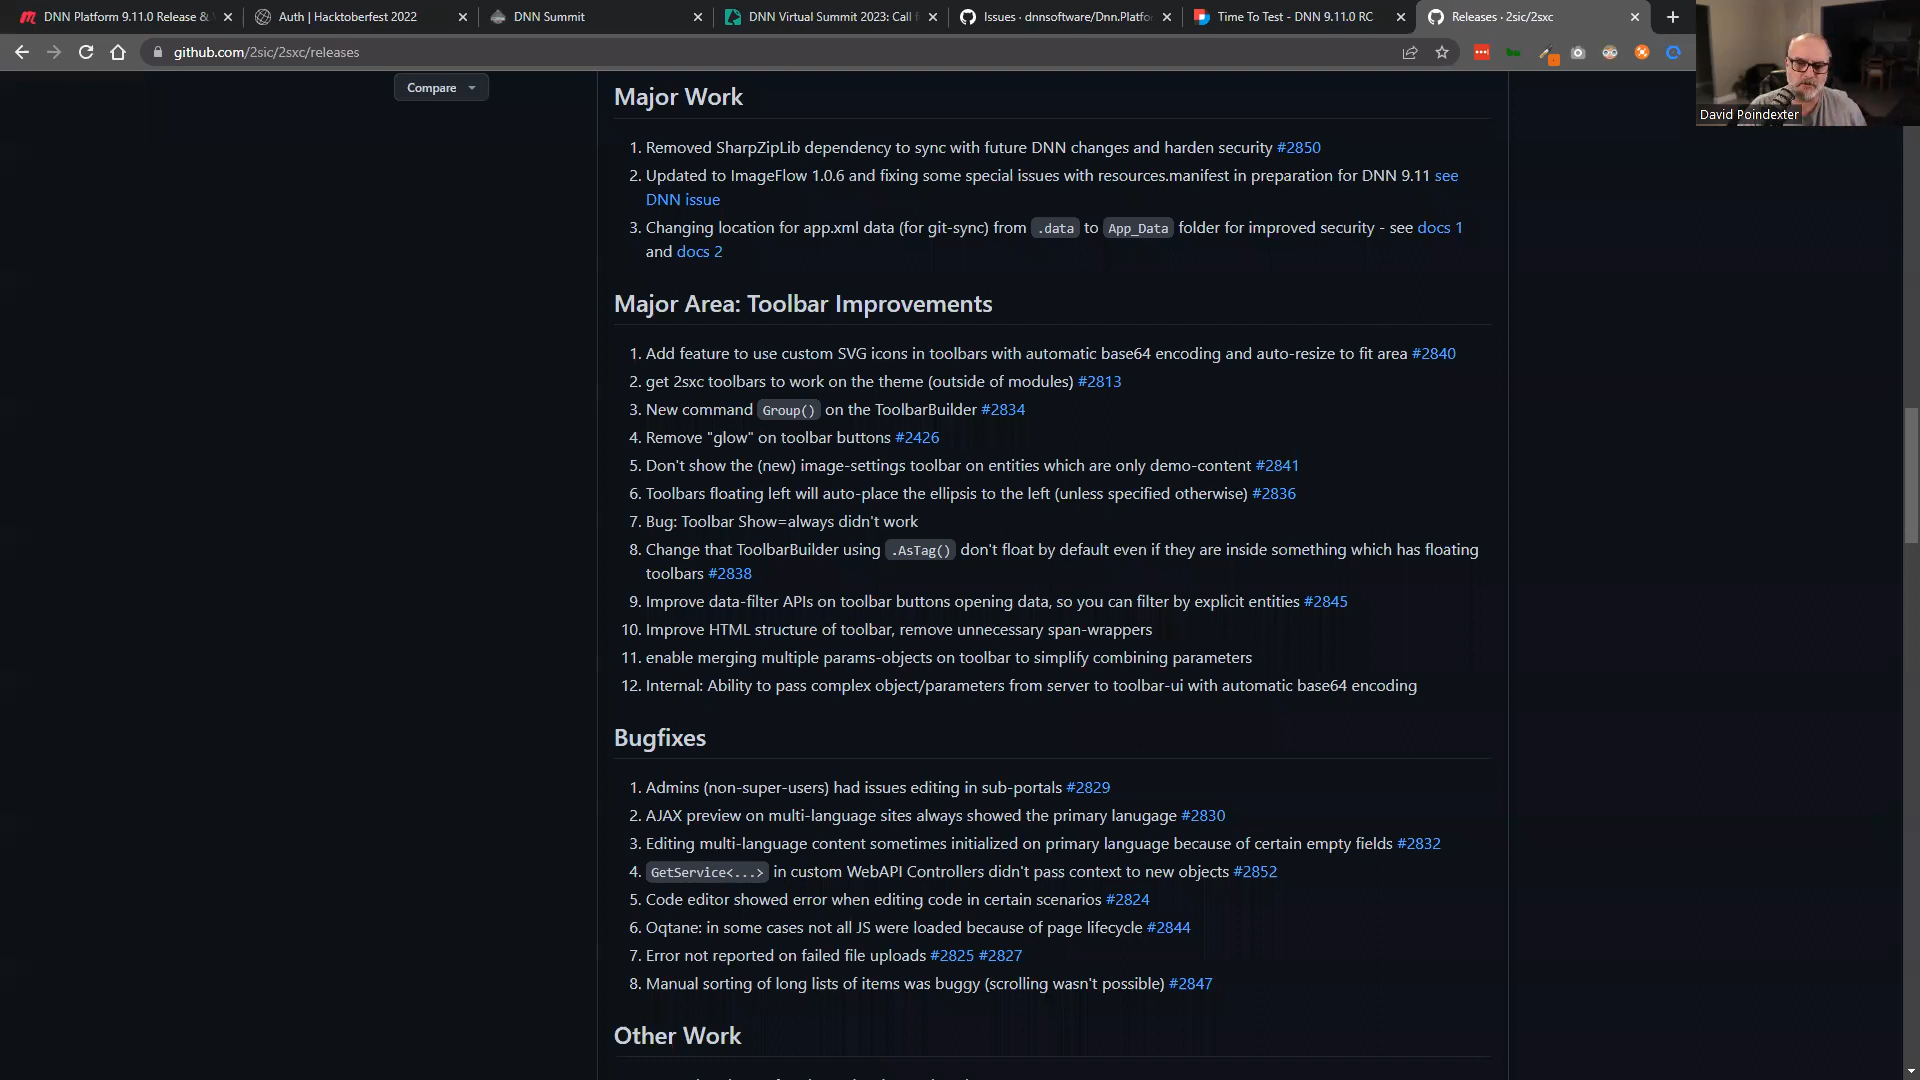 DNN Platform 9.11.0 Release &
Auth | Hacktoberfest 2022
DNN Summit
DNN Virtual Summit 2023: Call f
Issues · dnnsoftware/Dnn.Platfo
Time To Test - DNN 9.11.0 RC
Releases · 2sic/2sxc
github.com/2sic/2sxc/releases
David Poindexter
Compare
Major Work
1. Removed SharpZipLib dependency to sync with future DNN changes and harden security #2850
2. Updated to ImageFlow 1.0.6 and fixing some special issues with resources.manifest in preparation for DNN 9.11 see
DNN issue
3. Changing location for app.xml data (for git-sync) from .data to App_Data folder for improved security - see docs 1
and docs 2
Major Area: Toolbar Improvements
1. Add feature to use custom SVG icons in toolbars with automatic base64 encoding and auto-resize to fit area #2840
2. get 2sxc toolbars to work on the theme (outside of modules) #2813
3. New command Group() on the ToolbarBuilder #2834
4. Remove "glow" on toolbar buttons #2426
5. Don't show the (new) image-settings toolbar on entities which are only demo-content #2841
6. Toolbars floating left will auto-place the ellipsis to the left (unless specified otherwise) #2836
7. Bug: Toolbar Show=always didn't work
8. Change that ToolbarBuilder using .AsTag() don't float by default even if they are inside something which has floating
toolbars #2838
9. Improve data-filter APIs on toolbar buttons opening data, so you can filter by explicit entities #2845
10. Improve HTML structure of toolbar, remove unnecessary span-wrappers
11. enable merging multiple params-objects on toolbar to simplify combining parameters
12. Internal: Ability to pass complex object/parameters from server to toolbar-ui with automatic base64 encoding
Bugfixes
1. Admins (non-super-users) had issues editing in sub-portals #2829
2. AJAX preview on multi-language sites always showed the primary lanugage #2830
3. Editing multi-language content sometimes initialized on primary language because of certain empty fields #2832
4. GetService<...> in custom WebAPI Controllers didn't pass context to new objects #2852
5. Code editor showed error when editing code in certain scenarios #2824
6. Oqtane: in some cases not all JS were loaded because of page lifecycle #2844
7. Error not reported on failed file uploads #2825 #2827
8. Manual sorting of long lists of items was buggy (scrolling wasn't possible) #2847
Other Work